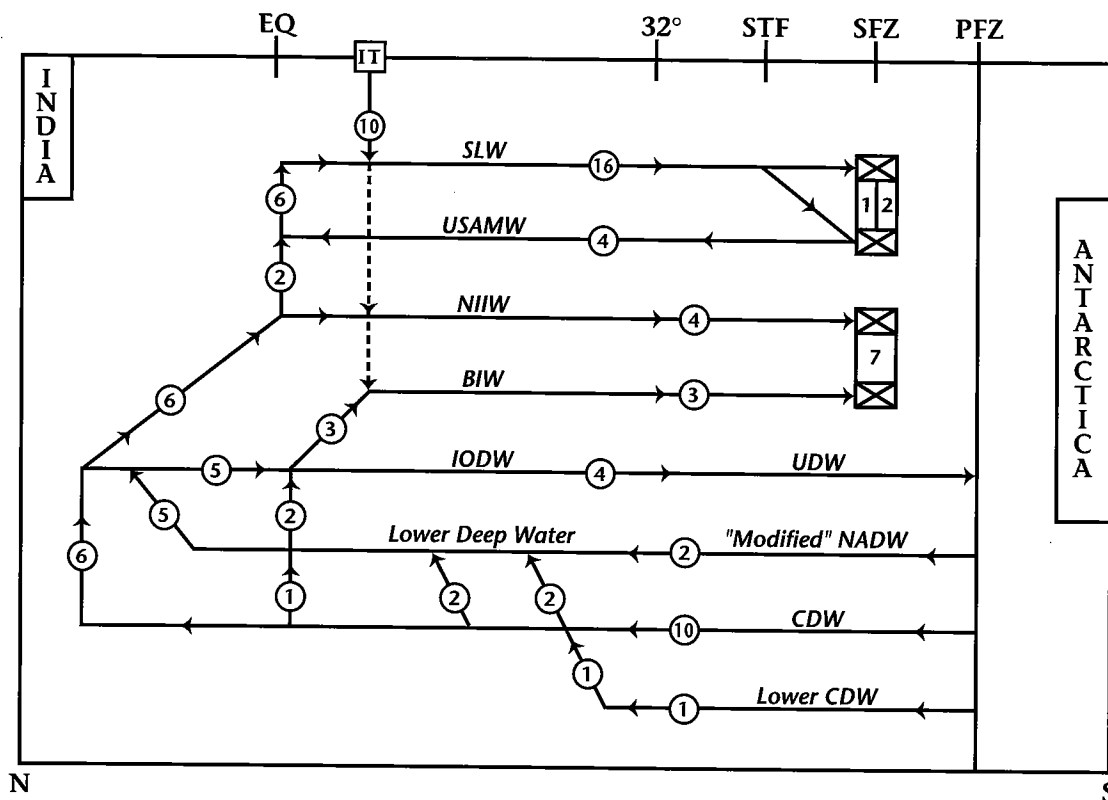 EQ
IT
32°
STF
SFZ
PFZ
INDIA
10
SLW
16
6
1 2
USAMW
4
2
NIIW
4
7
ANTARCTICA
6
BIW
3
3
5
IODW
4
UDW
5
2
Lower Deep Water
2
"Modified" NADW
6
1
2
2
10
CDW
1
1
Lower CDW
N